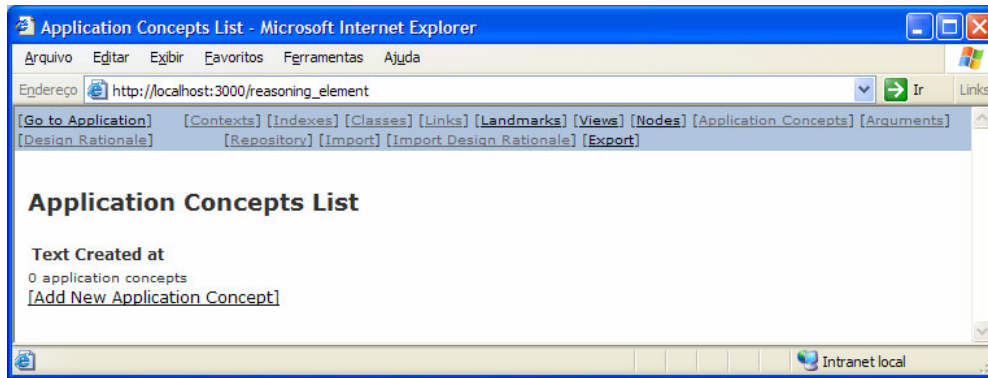 Application Concepts List - Microsoft Internet Explorer
Arquivo Editar Exibir Favoritos Ferramentas Ajuda
Endereço http://localhost:3000/reasoning_element Ir Links
[Go to Application] [Contexts] [Indexes] [Classes] [Links] [Landmarks] [Views] [Nodes] [Application Concepts] [Arguments]
[Design Rationale] [Repository] [Import] [Import Design Rationale] [Export]
Application Concepts List
Text Created at
0 application concepts
[Add New Application Concept]
Intranet local